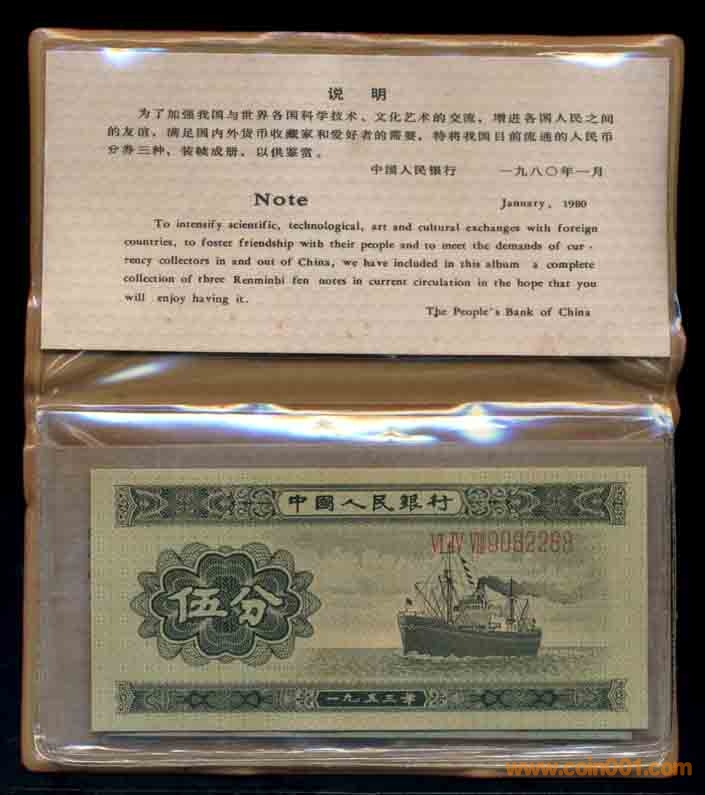 说 明
为了加强我国与世界各国科学技术、文化艺术的交流，增进各国人民之间
的友谊，满足国内外货币收藏家和爱好者的需要，特将我国目前流通的人民币
分券三种，装帧成册，以供鉴赏。
中国人民银行 一九八〇年一月
Note January, 1980
To intensify scientific, technological, art and cultural exchanges with foreign
countries, to foster friendship with their people and to meet the demands of cur-
rency collectors in and out of China, we have included in this album a complete
collection of three Renminbi fen notes in current circulation in the hope that you
will enjoy having it.
The People's Bank of China
中國人民銀行
VI IV VIII 9082268
伍分
一九五三年
www.coin001.com